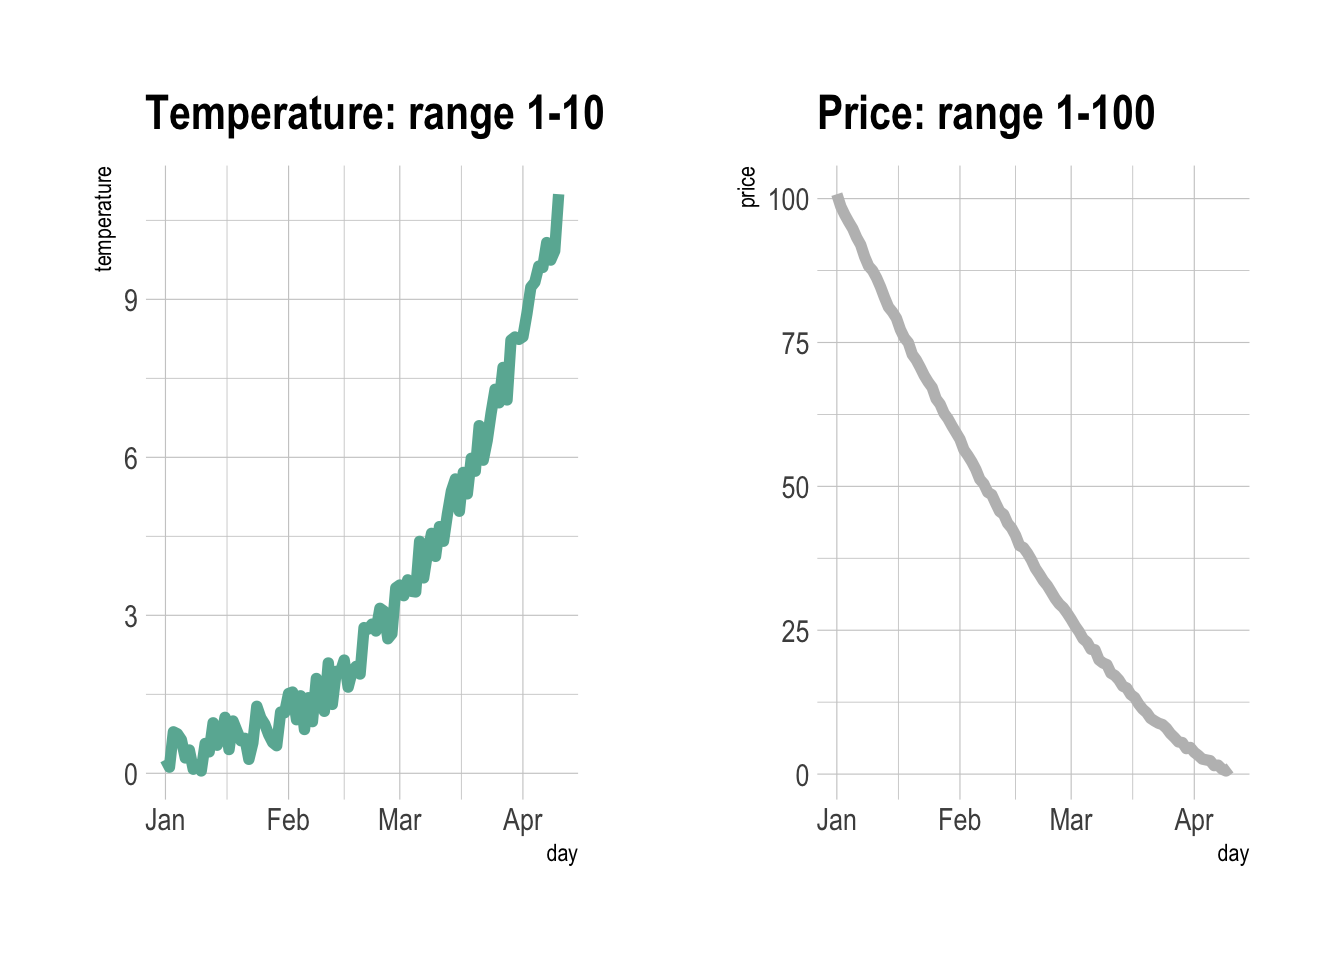 Temperature: range 1-10
temperature
9
6
3
0
Jan Feb Mar Apr
day
Price: range 1-100
price
100
75
50
25
0
Jan Feb Mar Apr
day